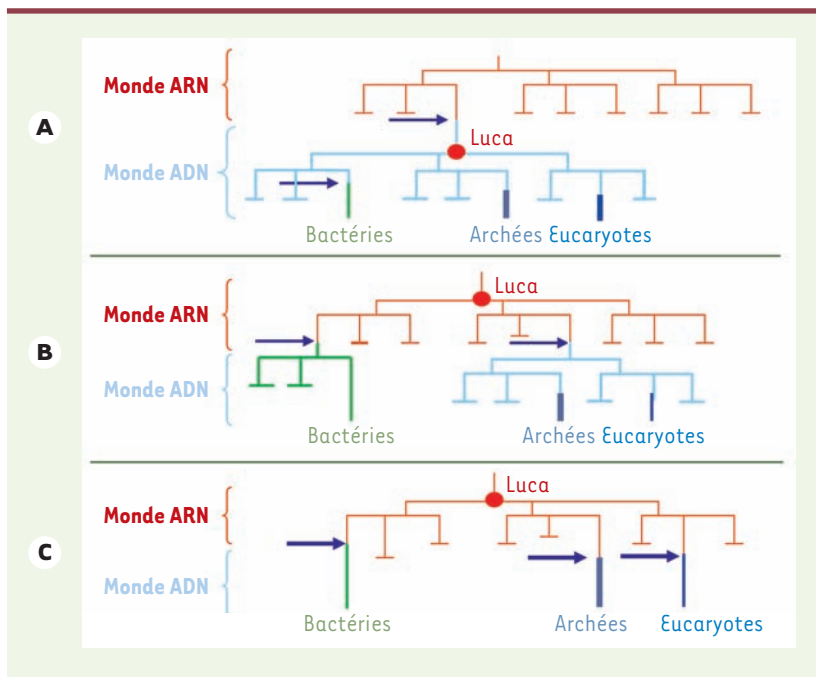 Monde ARN
A
Luca
Monde ADN
Bactéries Archées Eucaryotes
Luca
Monde ARN
B
Monde ADN
Bactéries Archées Eucaryotes
Luca
Monde ARN
C
Monde ADN
Bactéries Archées Eucaryotes